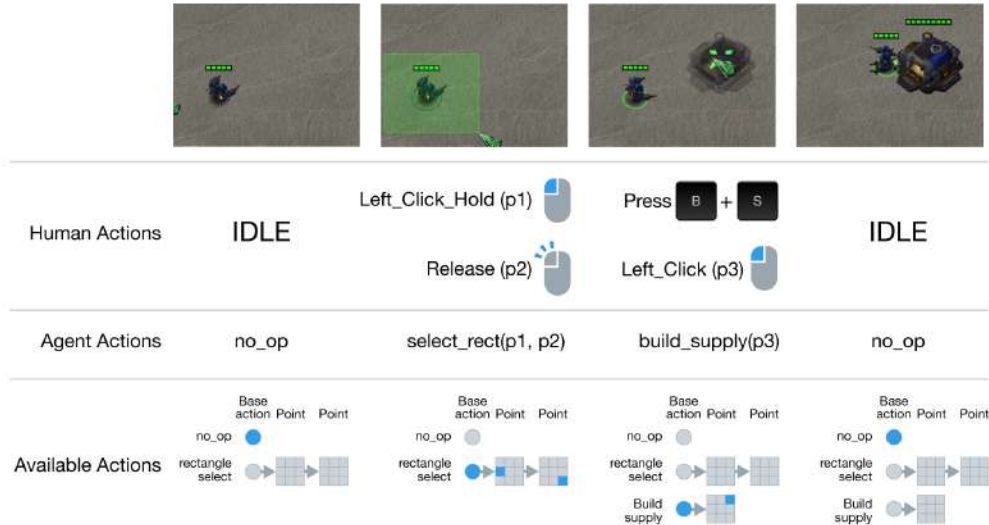 Human Actions
IDLE
Left_Click_Hold (p1)
Release (p2)
Press B + S
Left_Click (p3)
IDLE
Agent Actions
no_op
select_rect(p1, p2)
build_supply(p3)
no_op
Available Actions
Base
action Point Point
no_op
rectangle
select
Base
action Point Point
no_op
rectangle
select
Base
action Point Point
no_op
rectangle
select
Build
supply
Base
action Point Point
no_op
rectangle
select
Build
supply